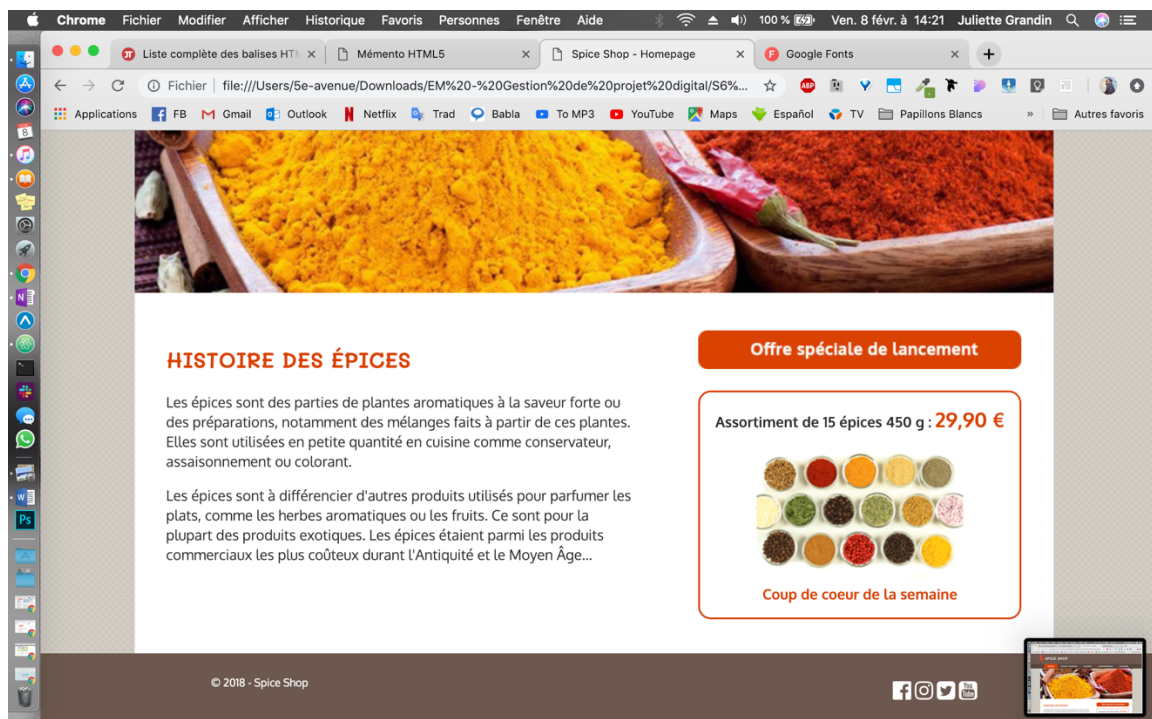 Chrome Fichier Modifier Afficher Historique Favoris Personnes Fenêtre Aide 100 % Ven. 8 févr. à 14:21 Juliette Grandin
Liste complète des balises HTM Mémento HTML5 Spice Shop - Homepage Google Fonts
Fichier file:///Users/5e-avenue/Downloads/EM%20-%20Gestion%20de%20projet%20digital/S6%... ABP
Applications FB Gmail Outlook Netflix Trad Babla To MP3 YouTube Maps Español TV Papillons Blancs » Autres favoris
HISTOIRE DES ÉPICES
Les épices sont des parties de plantes aromatiques à la saveur forte ou
des préparations, notamment des mélanges faits à partir de ces plantes.
Elles sont utilisées en petite quantité en cuisine comme conservateur,
assaisonnement ou colorant.
Les épices sont à différencier d'autres produits utilisés pour parfumer les
plats, comme les herbes aromatiques ou les fruits. Ce sont pour la
plupart des produits exotiques. Les épices étaient parmi les produits
commerciaux les plus coûteux durant l'Antiquité et le Moyen Âge...
Offre spéciale de lancement
Assortiment de 15 épices 450 g : 29,90 €
Coup de coeur de la semaine
© 2018 - Spice Shop
You Tube
SPICE SHOP
Ps